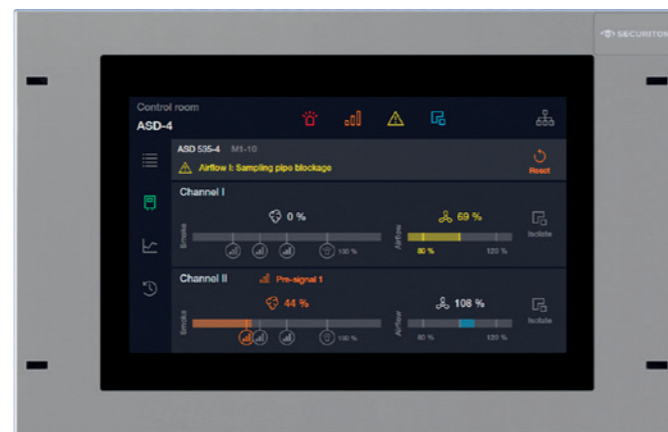 SECURITON
Control room
ASD-4
ASD 535-4 M1-10
Airflow I: Sampling pipe blockage
Reset
Channel I
0 %
69 %
Smoke
100 %
Airflow
80 %
120 %
Isolate
Channel II
Pre-signal 1
44 %
108 %
Smoke
100 %
Airflow
80 %
120 %
Isolate